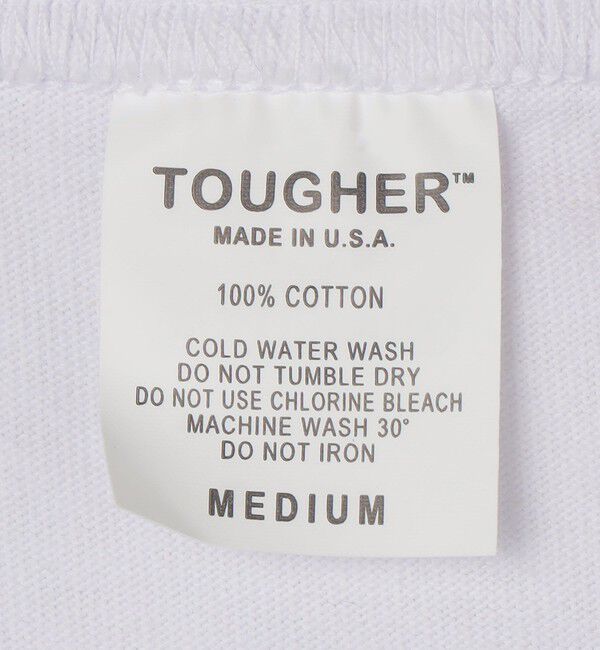 TOUGHER™
MADE IN U.S.A.
100% COTTON
COLD WATER WASH
DO NOT TUMBLE DRY
DO NOT USE CHLORINE BLEACH
MACHINE WASH 30°
DO NOT IRON
MEDIUM